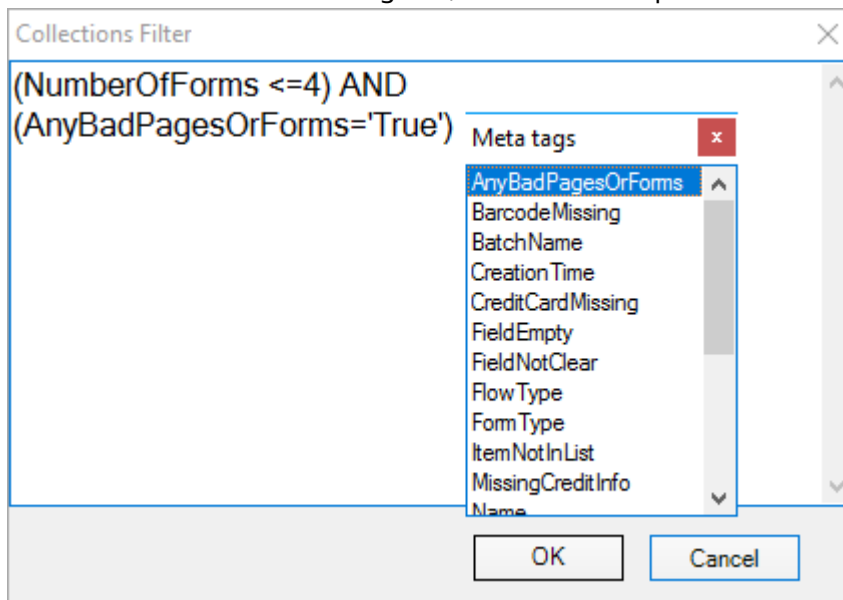 Collections Filter
(NumberOfForms <=4) AND
(AnyBadPagesOrForms='True')
Meta tags
x
AnyBadPagesOrForms
BarcodeMissing
BatchName
CreationTime
CreditCardMissing
FieldEmpty
FieldNotClear
FlowType
FormType
ItemNotInList
MissingCreditInfo
Name
OK
Cancel